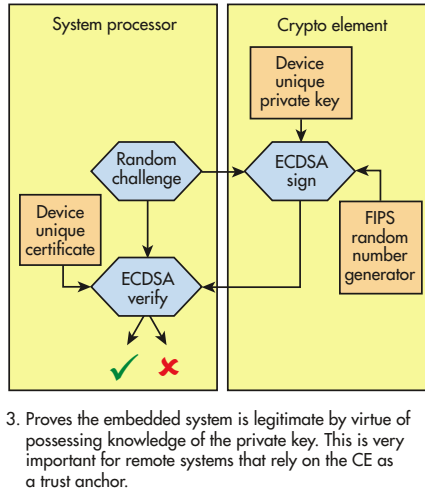 System processor
Crypto element
Device
unique
private key
Random
challenge
ECDSA
sign
Device
unique
certificate
FIPS
random
number
generator
ECDSA
verify
3. Proves the embedded system is legitimate by virtue of
possessing knowledge of the private key. This is very
important for remote systems that rely on the CE as
a trust anchor.